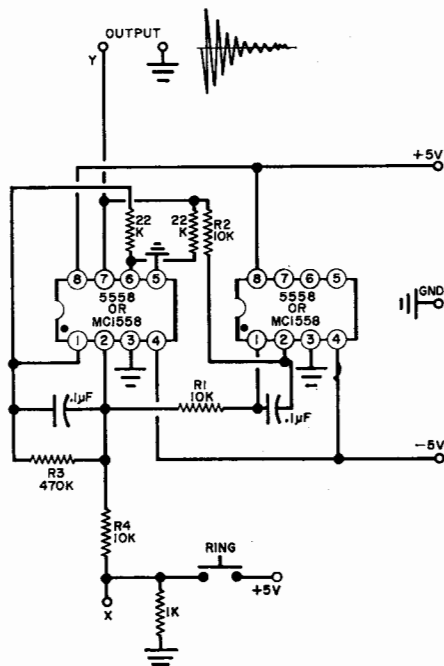 OUTPUT
Y
+5V
22
K
22
K
R2
10K
8
7
6
5
8
7
6
5
5558
OR
MC1558
5558
OR
MC1558
GND
1
2
3
4
1
2
3
4
.1µF
R1
10K
.1µF
R3
470K
-5V
R4
10K
RING
X
1K
+5V